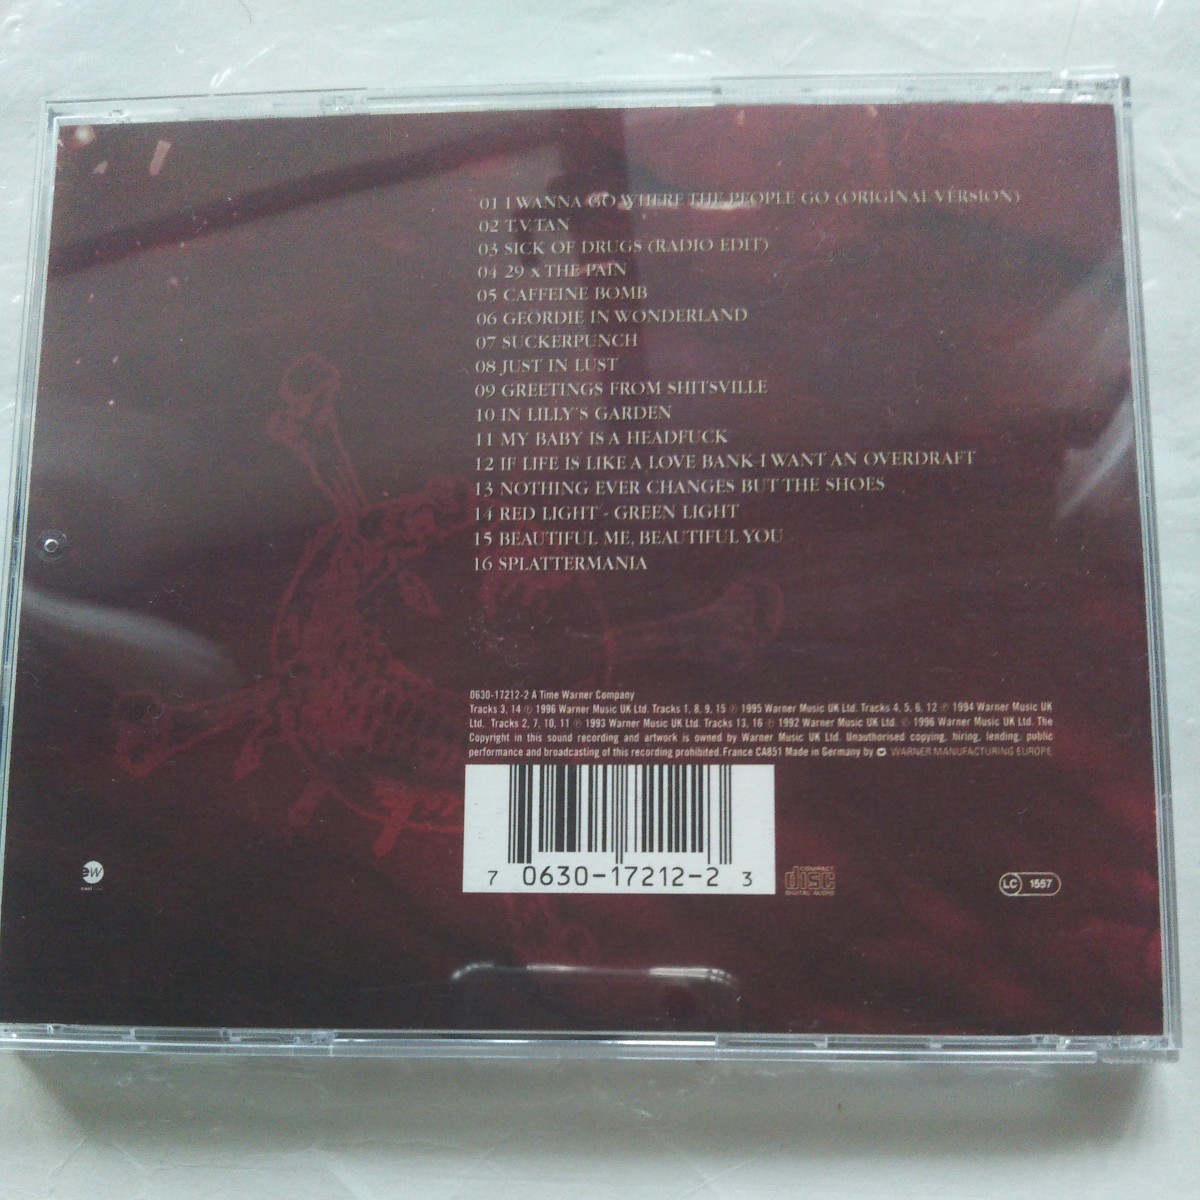 01 I WANNA GO WHERE THE PEOPLE GO (ORIGINAL VERSION)
02 T.V. TAN
03 SICK OF DRUGS (RADIO EDIT)
04 29 x THE PAIN
05 CAFFEINE BOMB
06 GEORDIE IN WONDERLAND
07 SUCKERPUNCH
08 JUST IN LUST
09 GREETINGS FROM SHITSVILLE
10 IN LILLY'S GARDEN
11 MY BABY IS A HEADFUCK
12 IF LIFE IS LIKE A LOVE BANK-I WANT AN OVERDRAFT
13 NOTHING EVER CHANGES BUT THE SHOES
14 RED LIGHT - GREEN LIGHT
15 BEAUTIFUL ME, BEAUTIFUL YOU
16 SPLATTERMANIA
0630-17212-2 A Time Warner Company
Tracks 3, 14 ℗ 1996 Warner Music UK Ltd. Tracks 1, 8, 9, 15 ℗ 1995 Warner Music UK Ltd. Tracks 4, 5, 6, 12 ℗ 1994 Warner Music UK
Ltd. Tracks 2, 7, 10, 11 ℗ 1993 Warner Music UK Ltd. Tracks 13, 16 ℗ 1992 Warner Music UK Ltd. © 1996 Warner Music UK Ltd. The
Copyright in this sound recording and artwork is owned by Warner Music UK Ltd. Unauthorised copying, hiring, lending, public
performance and broadcasting of this recording prohibited. France CA851 Made in Germany by WARNER MANUFACTURING EUROPE
7 0630-17212-2 3
ew
COMPACT
disc
DIGITAL AUDIO
LC 1557